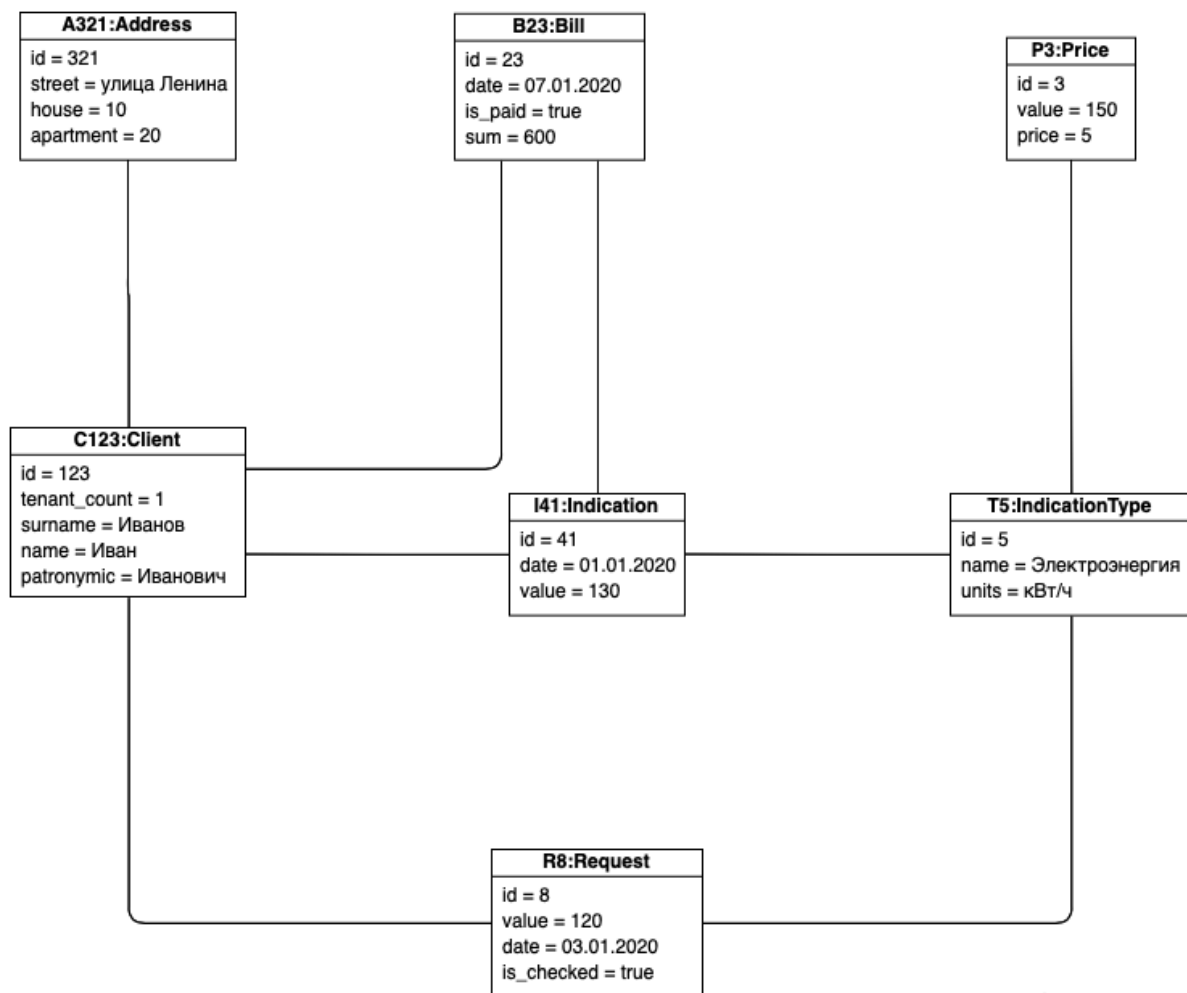 A321:Address
id = 321
street = улица Ленина
house = 10
apartment = 20
B23:Bill
id = 23
date = 07.01.2020
is_paid = true
sum = 600
P3:Price
id = 3
value = 150
price = 5
C123:Client
id = 123
tenant_count = 1
surname = Иванов
name = Иван
patronymic = Иванович
I41:Indication
id = 41
date = 01.01.2020
value = 130
T5:IndicationType
id = 5
name = Электроэнергия
units = кВт/ч
R8:Request
id = 8
value = 120
date = 03.01.2020
is_checked = true